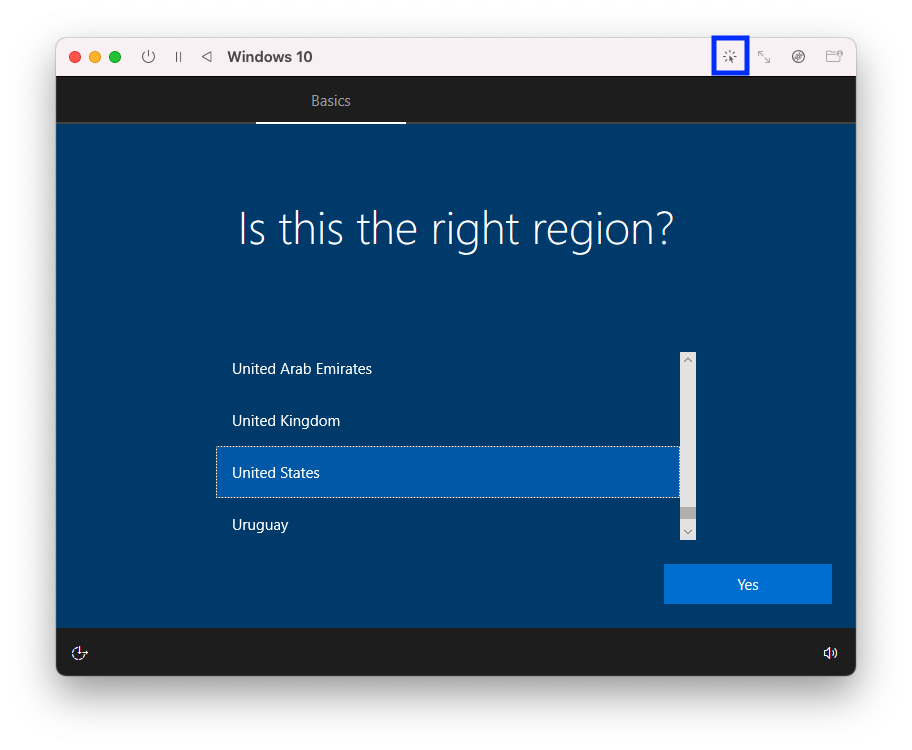 Windows 10
Basics
Is this the right region?
United Arab Emirates
United Kingdom
United States
Uruguay
Yes